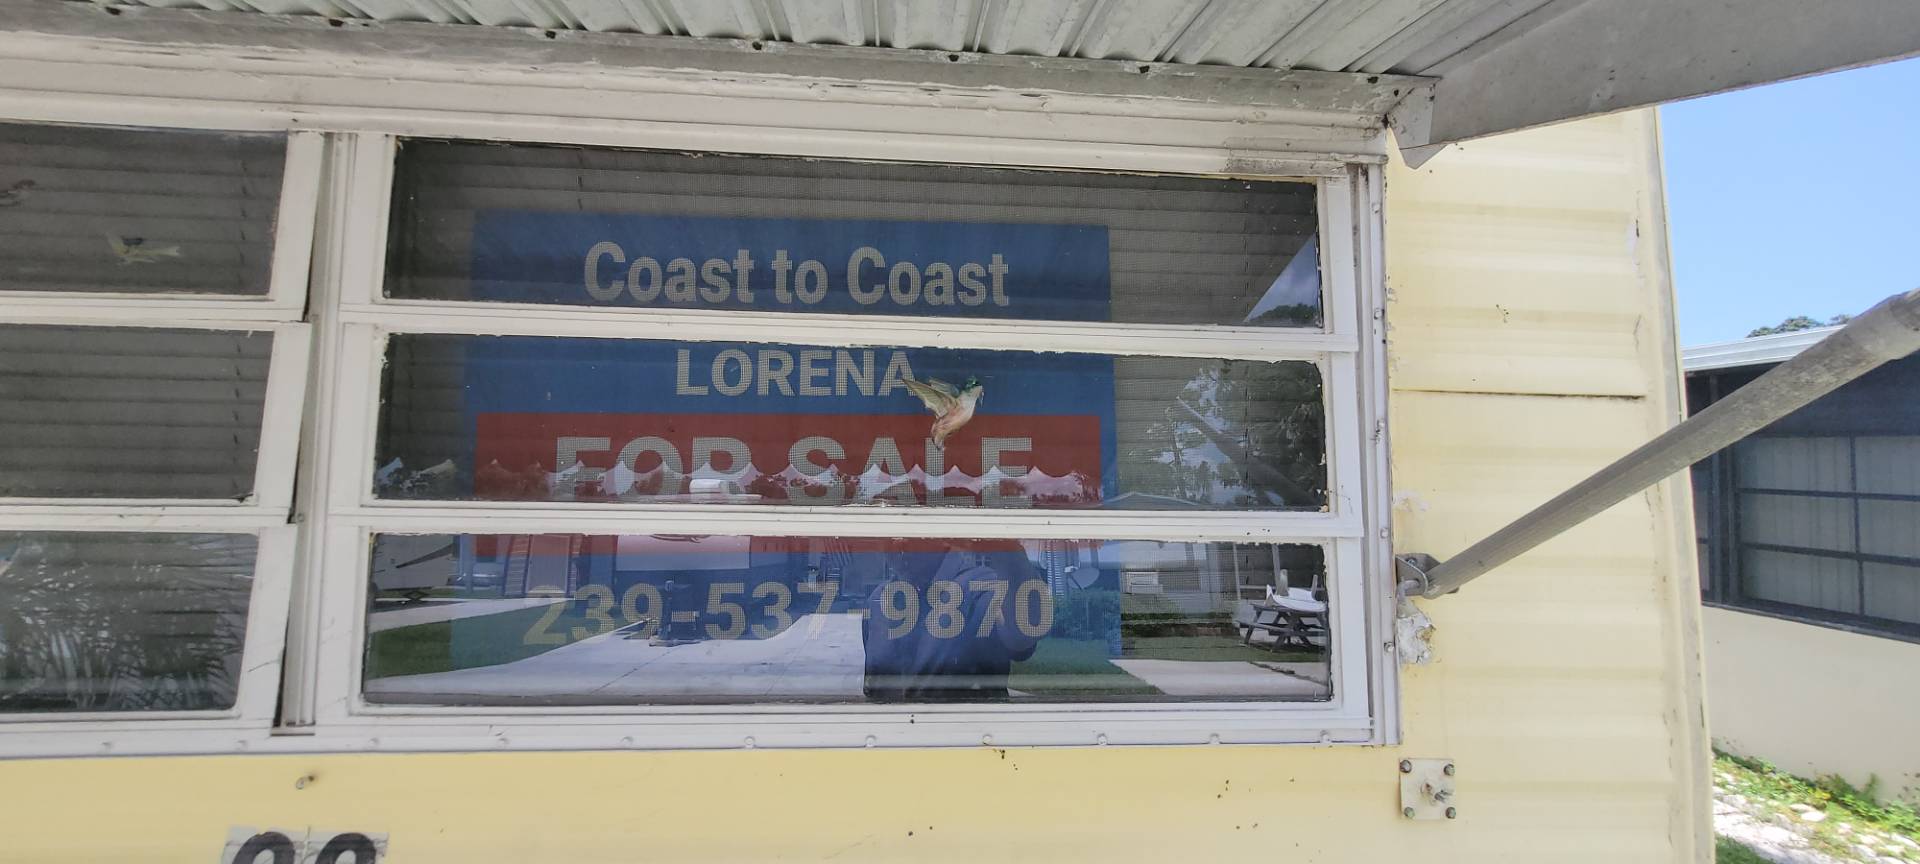 Coast to Coast
LORENA
FOR SALE
239-537-9870